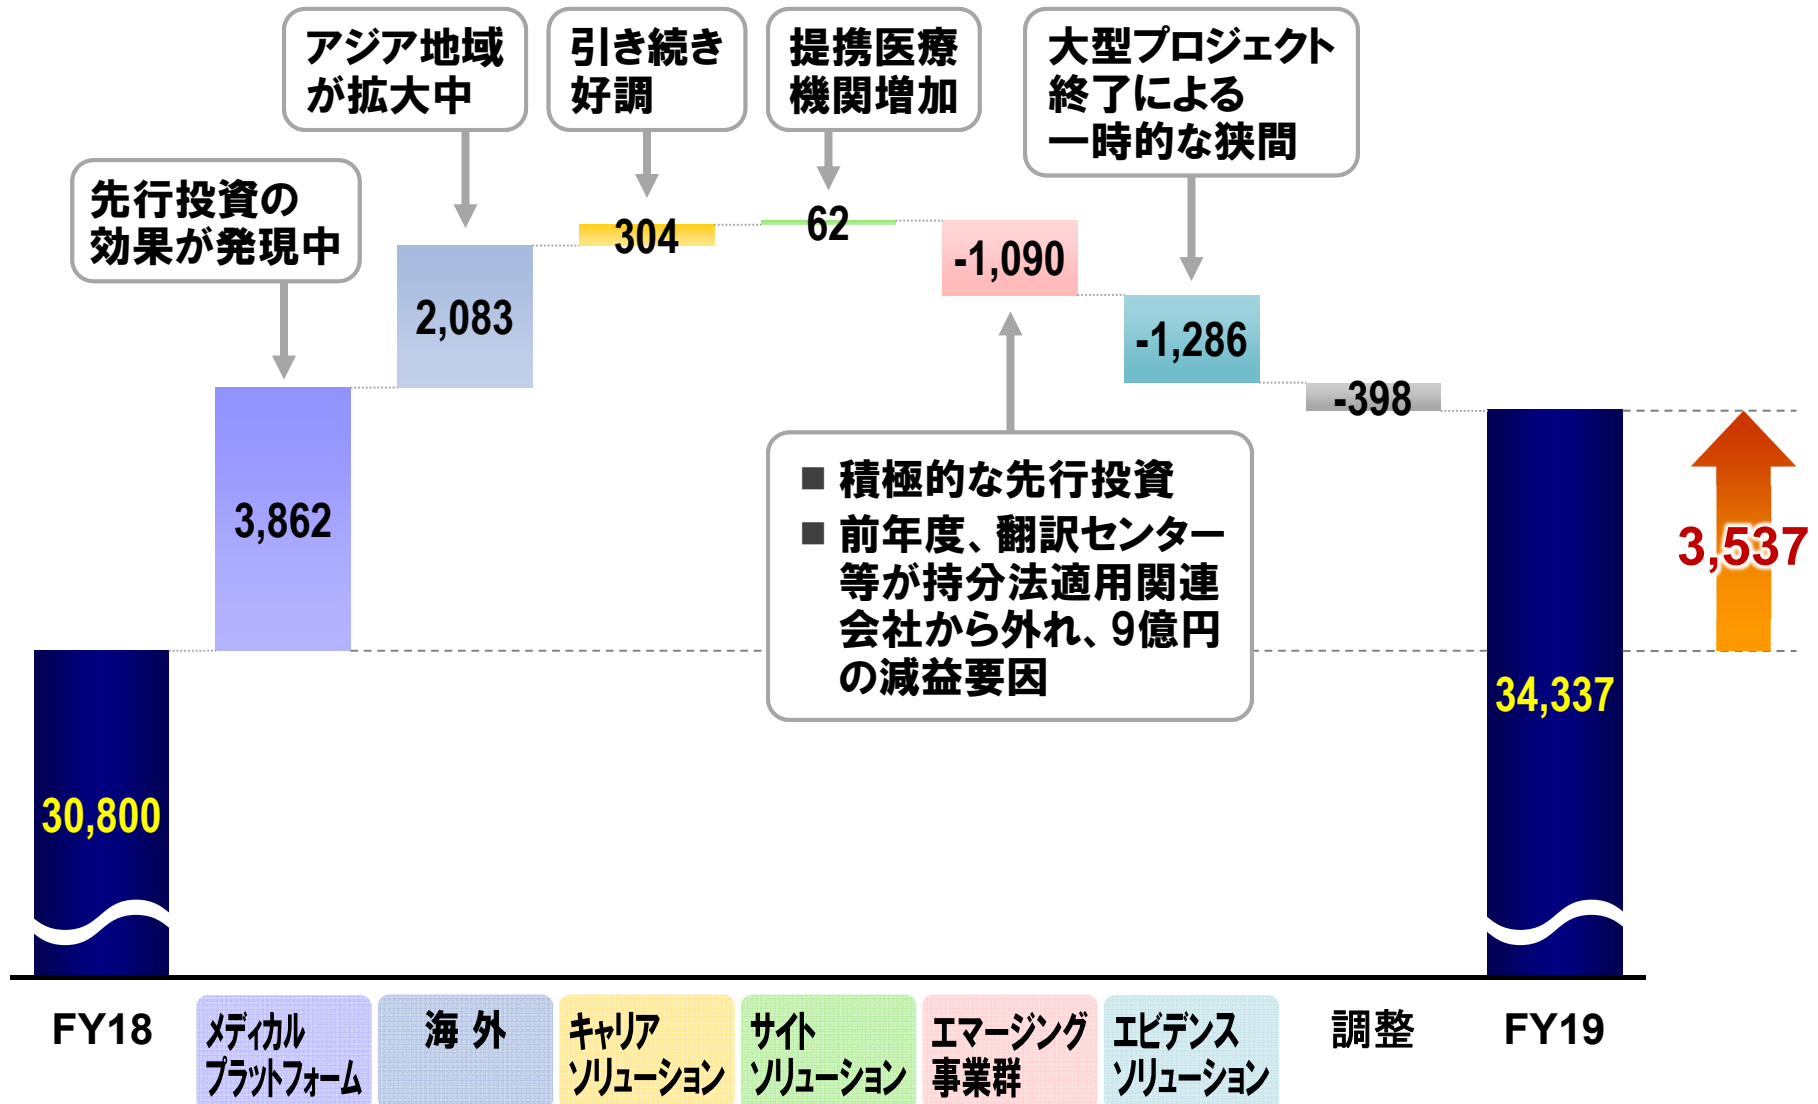 アジア地域
が拡大中
引き続き
好調
提携医療
機関増加
大型プロジェクト
終了による
一時的な狭間
先行投資の
効果が発現中
30,800
3,862
2,083
304
62
-1,090
-1,286
-398
34,337
3,537
■ 積極的な先行投資
■ 前年度、翻訳センター
等が持分法適用関連
会社から外れ、9億円
の減益要因
FY18
メディカル
プラットフォーム
海 外
キャリア
ソリューション
サイト
ソリューション
エマージング
事業群
エビデンス
ソリューション
調整
FY19